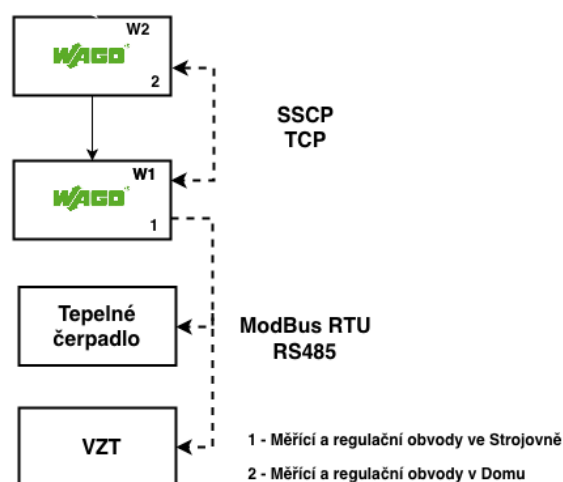 W2
WAGO
2
SSCP
TCP
W1
WAGO
1
Tepelné
čerpadlo
ModBus RTU
RS485
VZT
1 - Měřící a regulační obvody ve Strojovně
2 - Měřící a regulační obvody v Domu